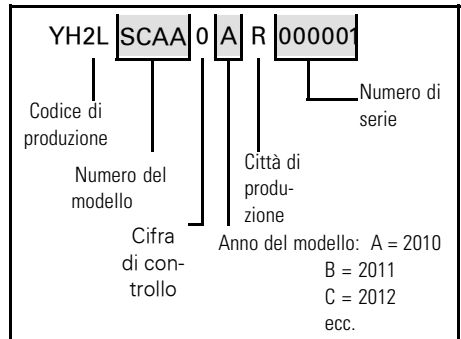 YH2L SCAA 0 A R 000001
Codice di
produzione
Numero del
modello
Cifra
di con-
trollo
Città di
produ-
zione
Numero di
serie
Anno del modello: A = 2010
B = 2011
C = 2012
ecc.